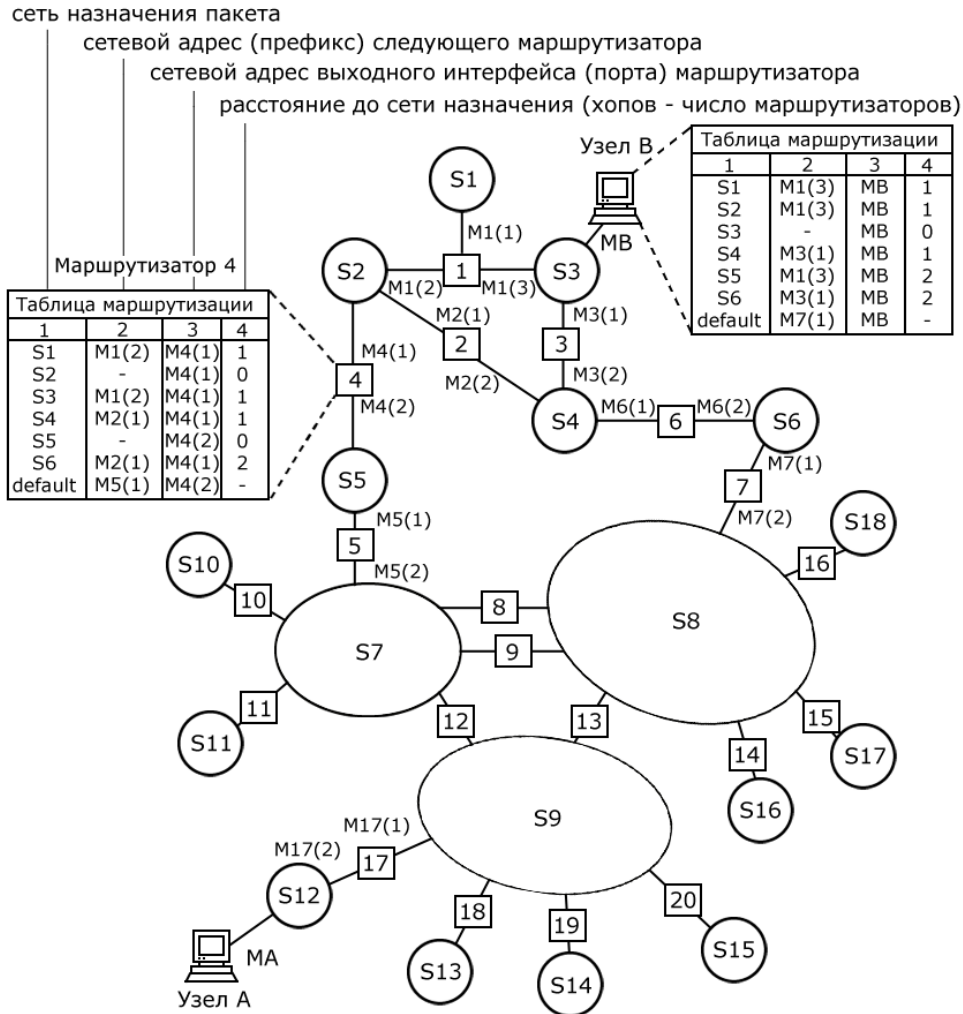 сеть назначения пакета
сетевой адрес (префикс) следующего маршрутизатора
сетевой адрес выходного интерфейса (порта) маршрутизатора
расстояние до сети назначения (хопов - число маршрутизаторов)
Узел B
Таблица маршрутизации
1 2 3 4
S1 M1(3) MB 1
S2 M1(3) MB 1
S3 - MB 0
S4 M3(1) MB 1
S5 M1(3) MB 2
S6 M3(1) MB 2
default M7(1) MB -
S1
M1(1)
MB
Маршрутизатор 4
S2
1
S3
M1(2)
M1(3)
Таблица маршрутизации
1 2 3 4
S1 M1(2) M4(1) 1
S2 - M4(1) 0
S3 M1(2) M4(1) 1
S4 M2(1) M4(1) 1
S5 - M4(2) 0
S6 M2(1) M4(1) 2
default M5(1) M4(2) -
M2(1)
M3(1)
2
3
M4(1)
M2(2)
M3(2)
4
M4(2)
S4
M6(1)
6
M6(2)
S6
S5
M7(1)
7
M7(2)
M5(1)
5
M5(2)
S18
16
S10
10
8
S8
S7
9
11
S11
12
13
15
S17
14
S16
S9
M17(1)
M17(2)
17
S12
18
19
20
MA
Узел A
S13
S14
S15